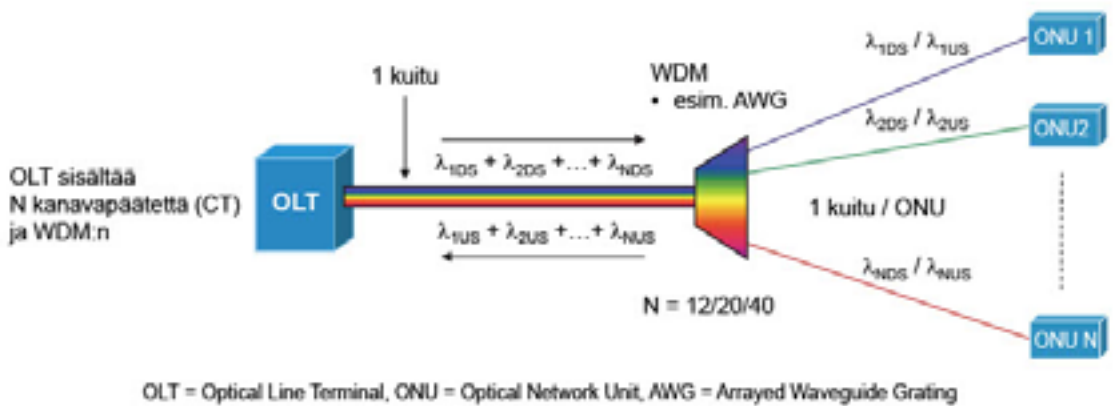 ONU 1
λ1DS / λ1US
1 kuitu
WDM
• esim. AWG
λ2DS / λ2US
ONU2
λ1DS + λ2DS +…+ λNDS
OLT sisältää
N kanavapäätettä (CT)
ja WDM:n
OLT
1 kuitu / ONU
λ1US + λ2US +…+ λNUS
λNDS / λNUS
N = 12/20/40
ONU N
OLT = Optical Line Terminal, ONU = Optical Network Unit, AWG = Arrayed Waveguide Grating